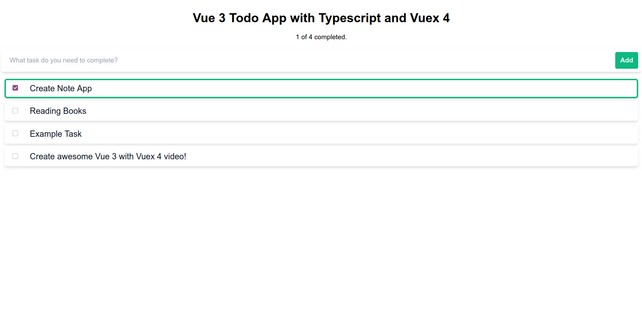 Vue 3 Todo App with Typescript and Vuex 4
1 of 4 completed.
What task do you need to complete?
Add
Create Note App
Reading Books
Example Task
Create awesome Vue 3 with Vuex 4 video!